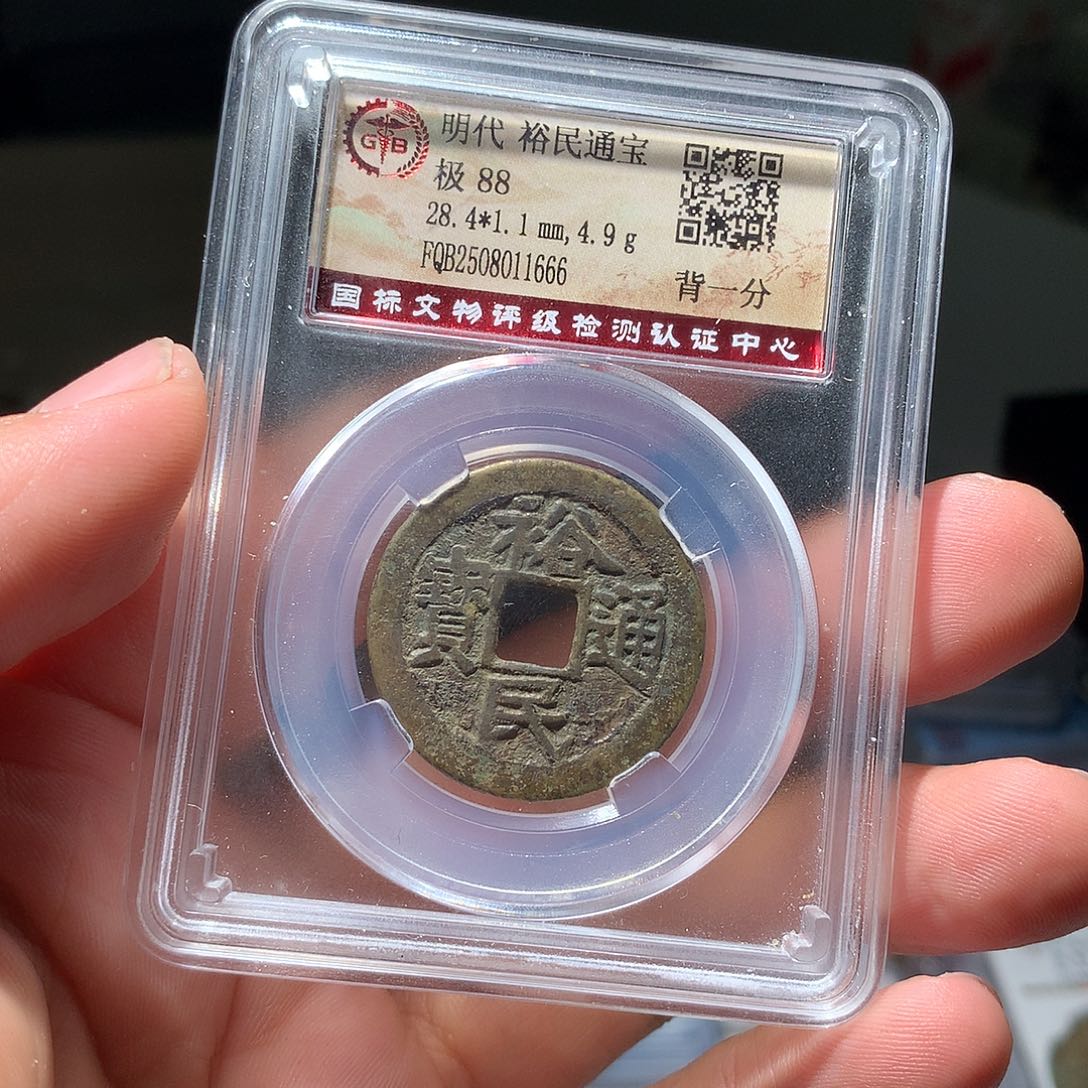 GB
明代 裕民通宝
极 88
28.4*1.1 mm, 4.9 g
FQB2508011666
背一分
国标文物评级检测认证中心
裕民通寳